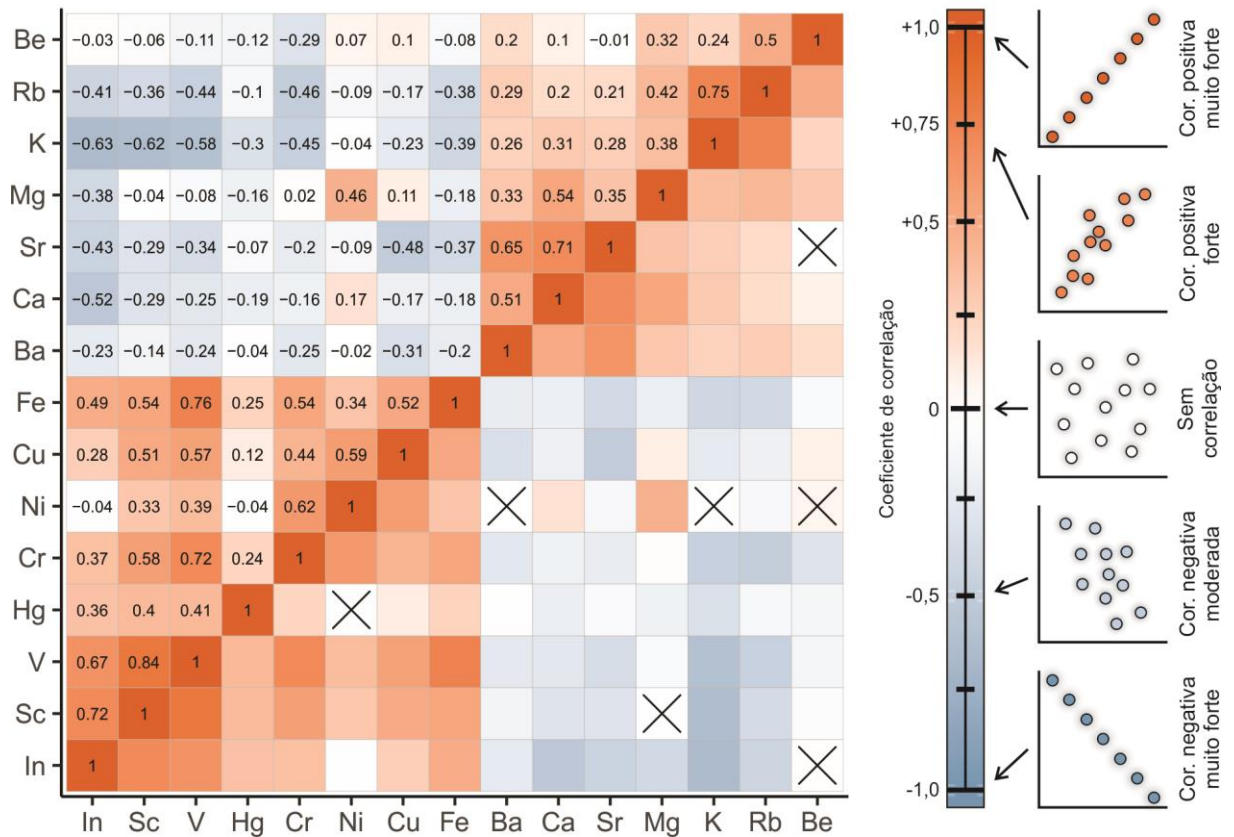 Be −0.03 −0.06 −0.11 −0.12 −0.29 0.07 0.1 −0.08 0.2 0.1 −0.01 0.32 0.24 0.5 1
Rb −0.41 −0.36 −0.44 −0.1 −0.46 −0.09 −0.17 −0.38 0.29 0.2 0.21 0.42 0.75 1
K −0.63 −0.62 −0.58 −0.3 −0.45 −0.04 −0.23 −0.39 0.26 0.31 0.28 0.38 1
Mg −0.38 −0.04 −0.08 −0.16 0.02 0.46 0.11 −0.18 0.33 0.54 0.35 1
Sr −0.43 −0.29 −0.34 −0.07 −0.2 −0.09 −0.48 −0.37 0.65 0.71 1
Ca −0.52 −0.29 −0.25 −0.19 −0.16 0.17 −0.17 −0.18 0.51 1
Ba −0.23 −0.14 −0.24 −0.04 −0.25 −0.02 −0.31 −0.2 1
Fe 0.49 0.54 0.76 0.25 0.54 0.34 0.52 1
Cu 0.28 0.51 0.57 0.12 0.44 0.59 1
Ni −0.04 0.33 0.39 −0.04 0.62 1
Cr 0.37 0.58 0.72 0.24 1
Hg 0.36 0.4 0.41 1
V 0.67 0.84 1
Sc 0.72 1
In 1
In Sc V Hg Cr Ni Cu Fe Ba Ca Sr Mg K Rb Be
Coeficiente de correlação
+1,0
+0,75
+0,5
0
-0,5
-1,0
Cor. positiva
muito forte
Cor. positiva
forte
Sem
correlação
Cor. negativa
moderada
Cor. negativa
muito forte